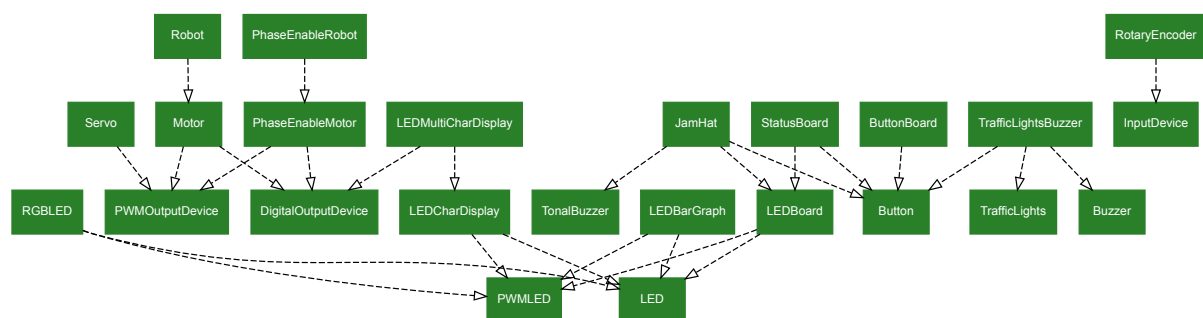 Robot
PhaseEnableRobot
RotaryEncoder
Servo
Motor
PhaseEnableMotor
LEDMultiCharDisplay
JamHat
StatusBoard
ButtonBoard
TrafficLightsBuzzer
InputDevice
RGBLED
PWMOutputDevice
DigitalOutputDevice
LEDCharDisplay
TonalBuzzer
LEDBarGraph
LEDBoard
Button
TrafficLights
Buzzer
PWMLED
LED